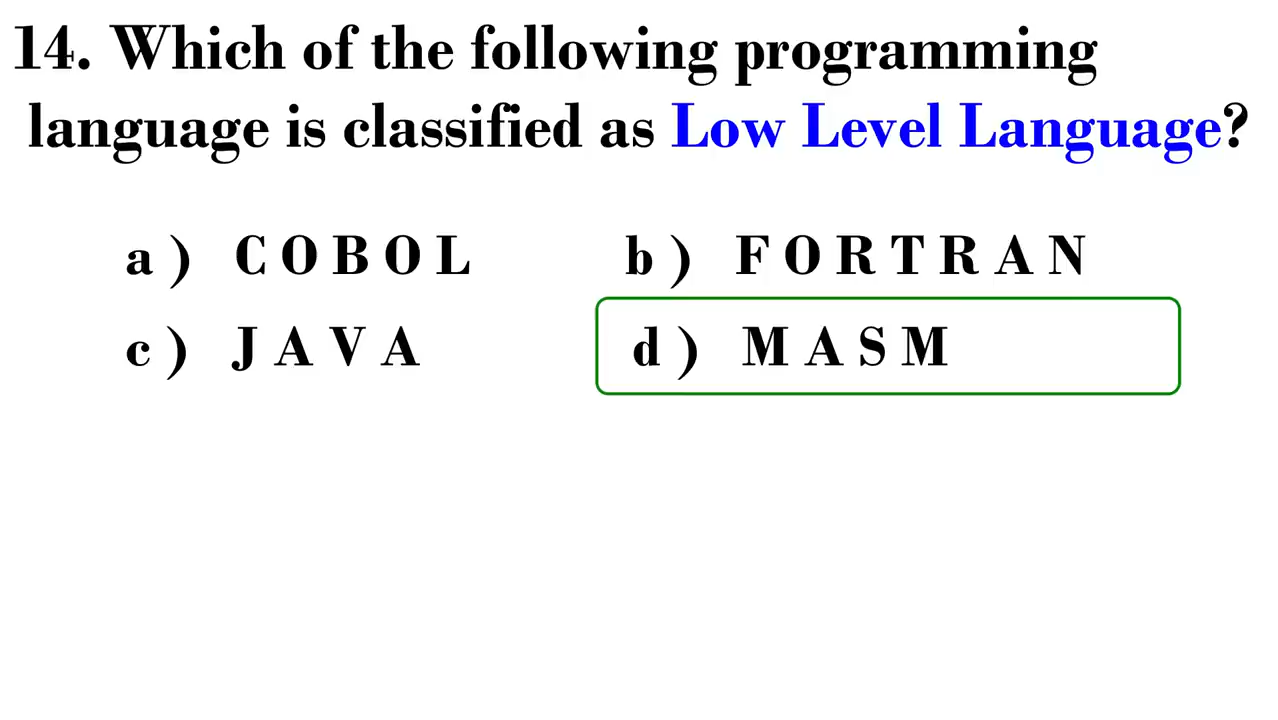 14. Which of the following programming
language is classified as Low Level Language?
a ) C O B O L b ) F O R T R A N
c ) J A V A d ) M A S M